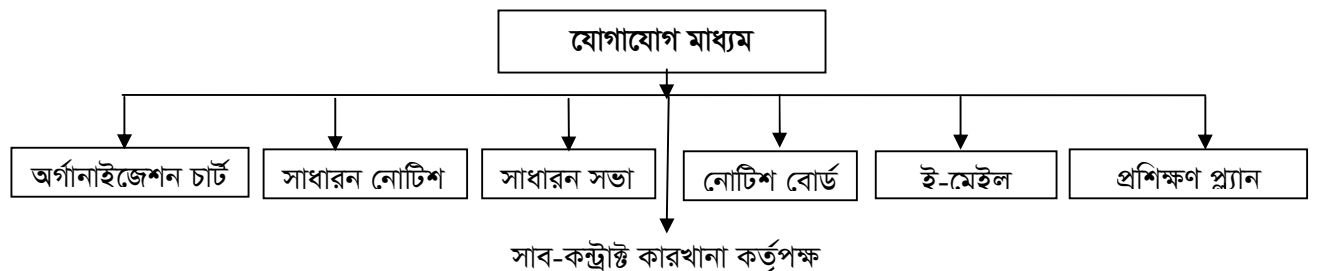 যোগাযোগ মাধ্যম
অর্গানাইজেশন চার্ট
সাধারন নোটিশ
সাধারন সভা
নোটিশ বোর্ড
ই-মেইল
প্রশিক্ষণ প্ল্যান
সাব-কন্ট্রাক্ট কারখানা কর্তৃপক্ষ